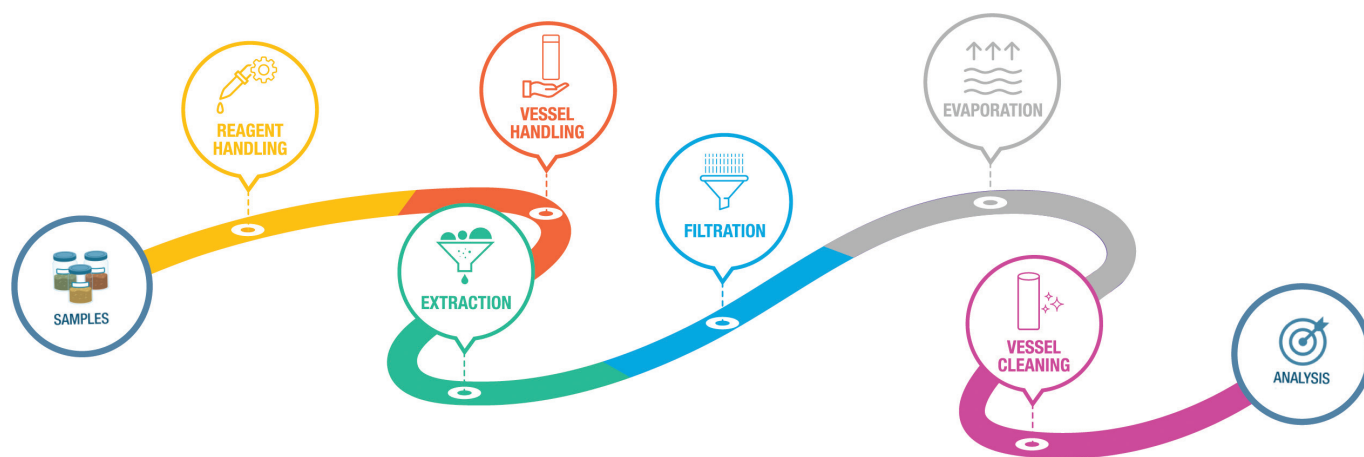 SAMPLES
REAGENT
HANDLING
VESSEL
HANDLING
EXTRACTION
FILTRATION
EVAPORATION
VESSEL
CLEANING
ANALYSIS